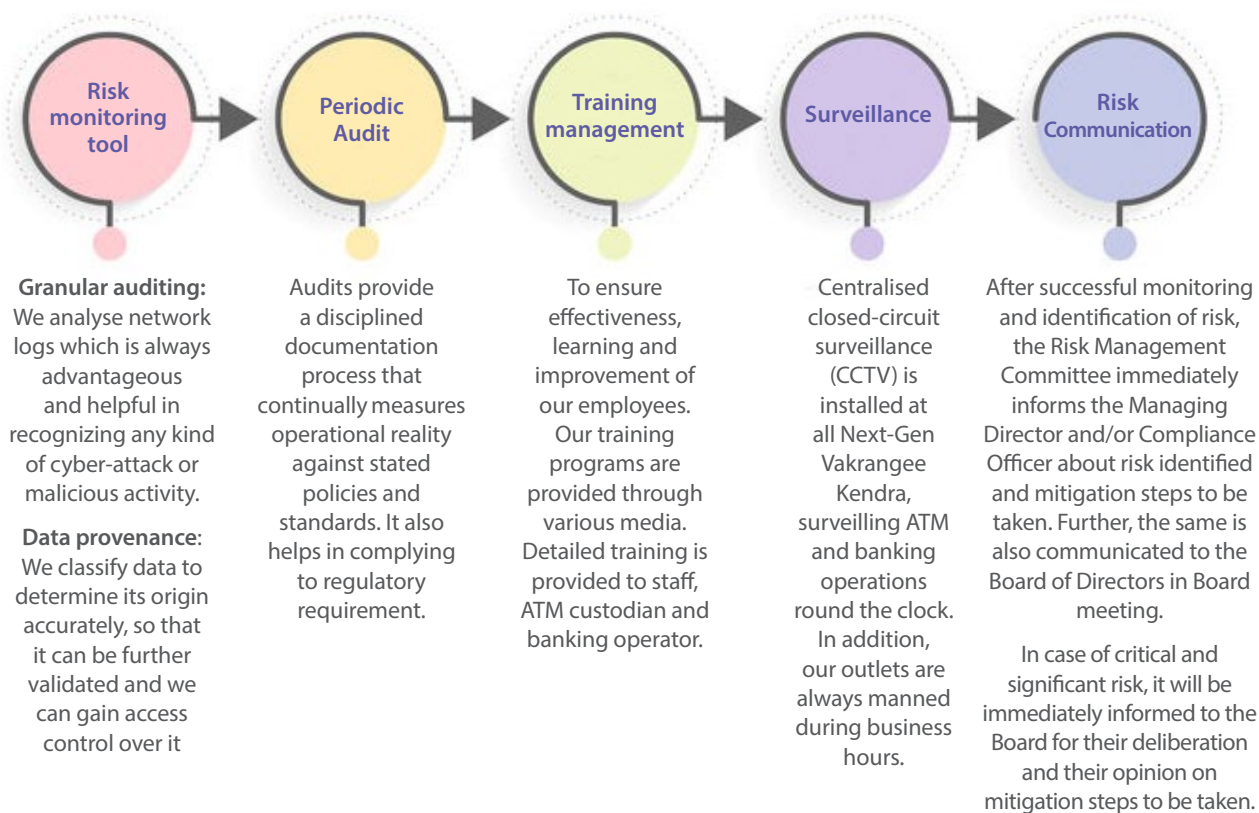 Risk
monitoring
tool
Periodic
Audit
Training
management
Surveillance
Risk
Communication
Granular auditing:
We analyse network
logs which is always
advantageous
and helpful in
recognizing any kind
of cyber-attack or
malicious activity.
Data provenance:
We classify data to
determine its origin
accurately, so that
it can be further
validated and we
can gain access
control over it
Audits provide
a disciplined
documentation
process that
continually measures
operational reality
against stated
policies and
standards. It also
helps in complying
to regulatory
requirement.
To ensure
effectiveness,
learning and
improvement of
our employees.
Our training
programs are
provided through
various media.
Detailed training is
provided to staff,
ATM custodian and
banking operator.
Centralised
closed-circuit
surveillance
(CCTV) is
installed at
all Next-Gen
Vakrangee
Kendra,
surveilling ATM
and banking
operations
round the clock.
In addition,
our outlets are
always manned
during business
hours.
After successful monitoring
and identification of risk,
the Risk Management
Committee immediately
informs the Managing
Director and/or Compliance
Officer about risk identified
and mitigation steps to be
taken. Further, the same is
also communicated to the
Board of Directors in Board
meeting.
In case of critical and
significant risk, it will be
immediately informed to the
Board for their deliberation
and their opinion on
mitigation steps to be taken.